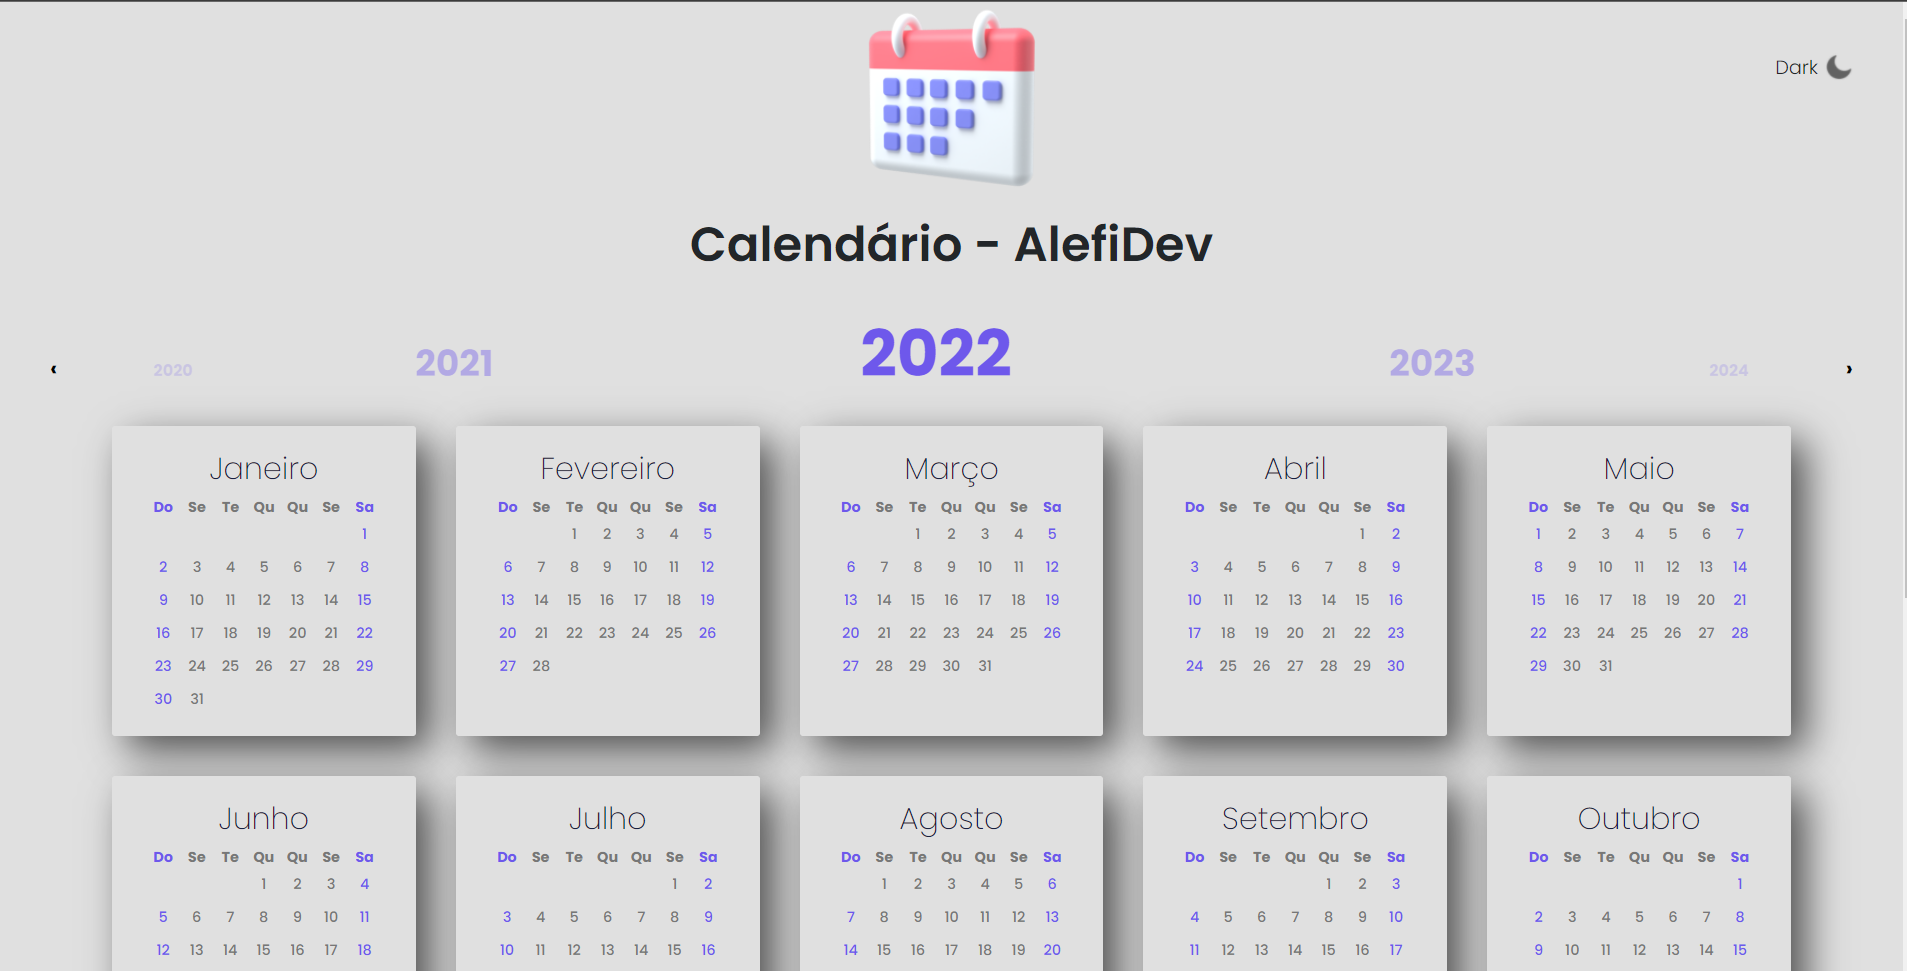 Dark
Calendário - AlefiDev
‹ 2020 2021 2022 2023 2024 ›
Janeiro
Do Se Te Qu Qu Se Sa
1
2 3 4 5 6 7 8
9 10 11 12 13 14 15
16 17 18 19 20 21 22
23 24 25 26 27 28 29
30 31
Fevereiro
Do Se Te Qu Qu Se Sa
1 2 3 4 5
6 7 8 9 10 11 12
13 14 15 16 17 18 19
20 21 22 23 24 25 26
27 28
Março
Do Se Te Qu Qu Se Sa
1 2 3 4 5
6 7 8 9 10 11 12
13 14 15 16 17 18 19
20 21 22 23 24 25 26
27 28 29 30 31
Abril
Do Se Te Qu Qu Se Sa
1 2
3 4 5 6 7 8 9
10 11 12 13 14 15 16
17 18 19 20 21 22 23
24 25 26 27 28 29 30
Maio
Do Se Te Qu Qu Se Sa
1 2 3 4 5 6 7
8 9 10 11 12 13 14
15 16 17 18 19 20 21
22 23 24 25 26 27 28
29 30 31
Junho
Do Se Te Qu Qu Se Sa
1 2 3 4
5 6 7 8 9 10 11
12 13 14 15 16 17 18
Julho
Do Se Te Qu Qu Se Sa
1 2
3 4 5 6 7 8 9
10 11 12 13 14 15 16
Agosto
Do Se Te Qu Qu Se Sa
1 2 3 4 5 6
7 8 9 10 11 12 13
14 15 16 17 18 19 20
Setembro
Do Se Te Qu Qu Se Sa
1 2 3
4 5 6 7 8 9 10
11 12 13 14 15 16 17
Outubro
Do Se Te Qu Qu Se Sa
1
2 3 4 5 6 7 8
9 10 11 12 13 14 15